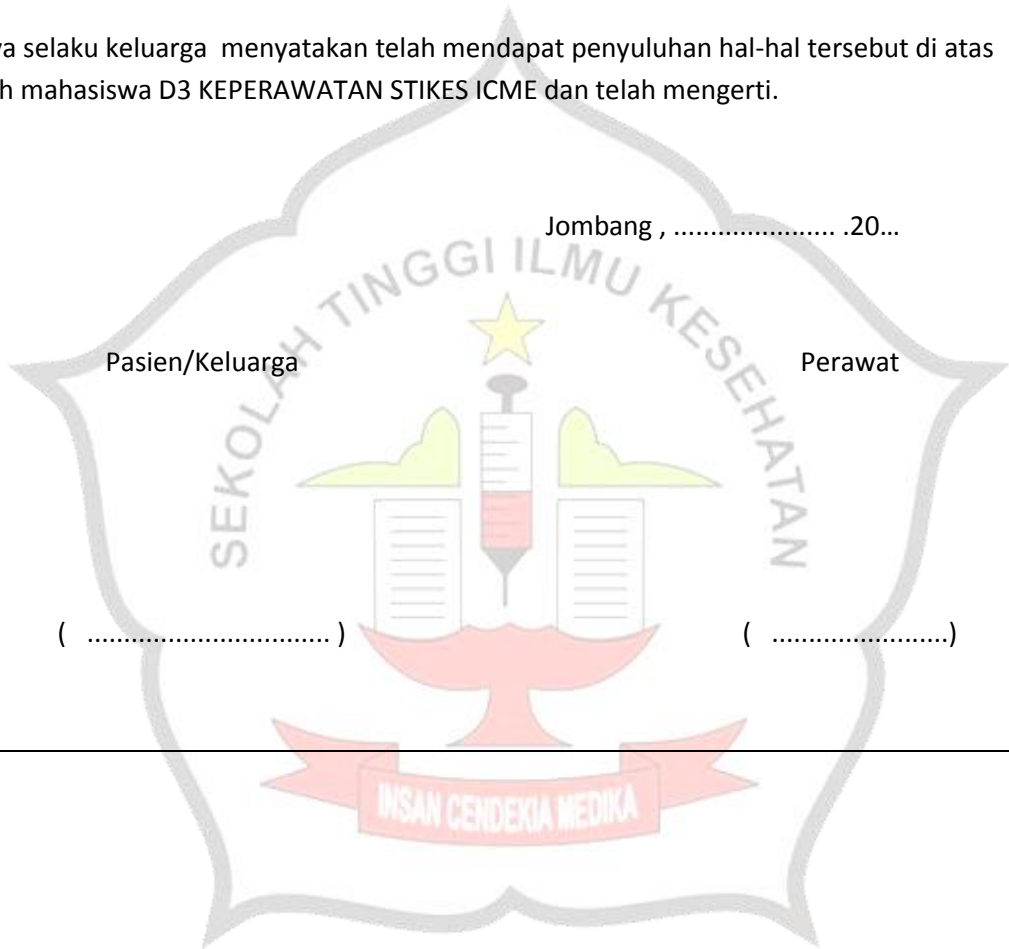 ya selaku keluarga  menyatakan telah mendapat penyuluhan hal-hal tersebut di atas
h mahasiswa D3 KEPERAWATAN STIKES ICME dan telah mengerti.
Jombang , ...................... .20...
SEKOLAH TINGGI ILMU KESEHATAN
Pasien/Keluarga Perawat
(   ................................. ) (   ........................)
INSAN CENDEKIA MEDIKA